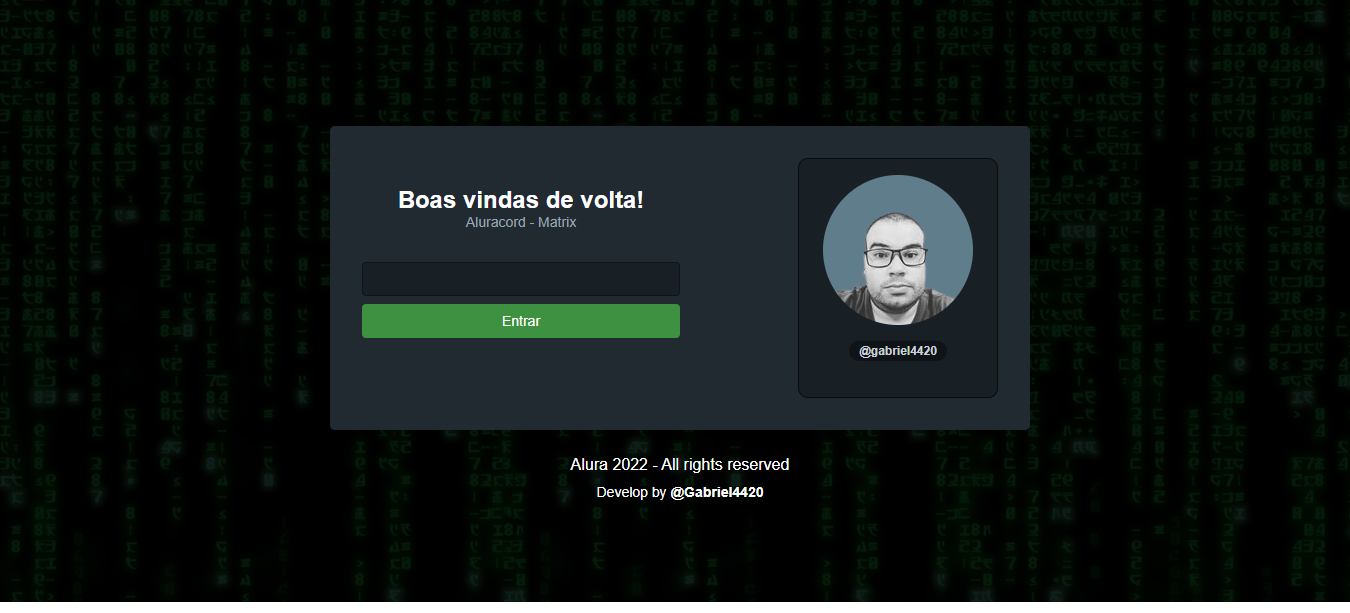 Boas vindas de volta!
Aluracord - Matrix
Entrar
@gabriel4420
Alura 2022 - All rights reserved
Develop by @Gabriel4420